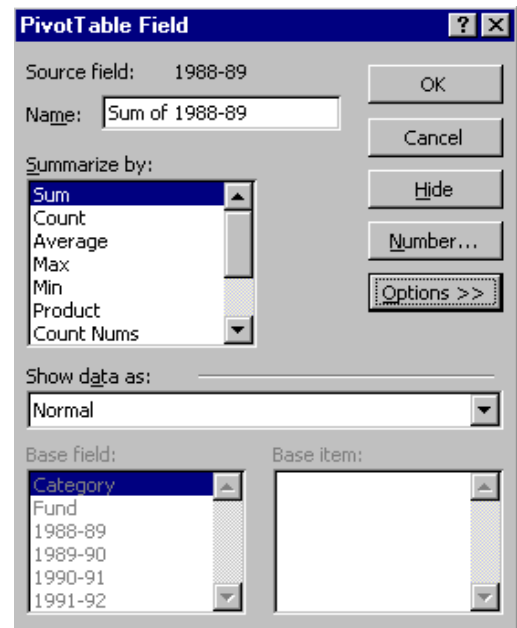 PivotTable Field
Source field: 1988-89
OK
Name: Sum of 1988-89
Cancel
Summarize by:
Sum
Hide
Count
Average
Number...
Max
Min
Options >>
Product
Count Nums
Show data as:
Normal
Base field: Base item:
Category
Fund
1988-89
1989-90
1990-91
1991-92